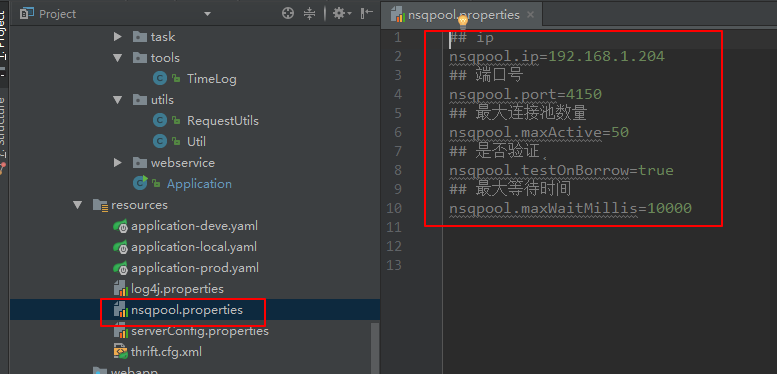 Project
1: Project
7: Structure
task
tools
TimeLog
utils
RequestUtils
Util
webservice
Application
resources
application-deve.yaml
application-local.yaml
application-prod.yaml
log4j.properties
nsqpool.properties
serverConfig.properties
thrift.cfg.xml
webapp
nsqpool.properties
1 ## ip
2 nsqpool.ip=192.168.1.204
3 ## 端口号
4 nsqpool.port=4150
5 ## 最大连接池数量
6 nsqpool.maxActive=50
7 ## 是否验证
8 nsqpool.testOnBorrow=true
9 ## 最大等待时间
10 nsqpool.maxWaitMillis=10000
11
12
13